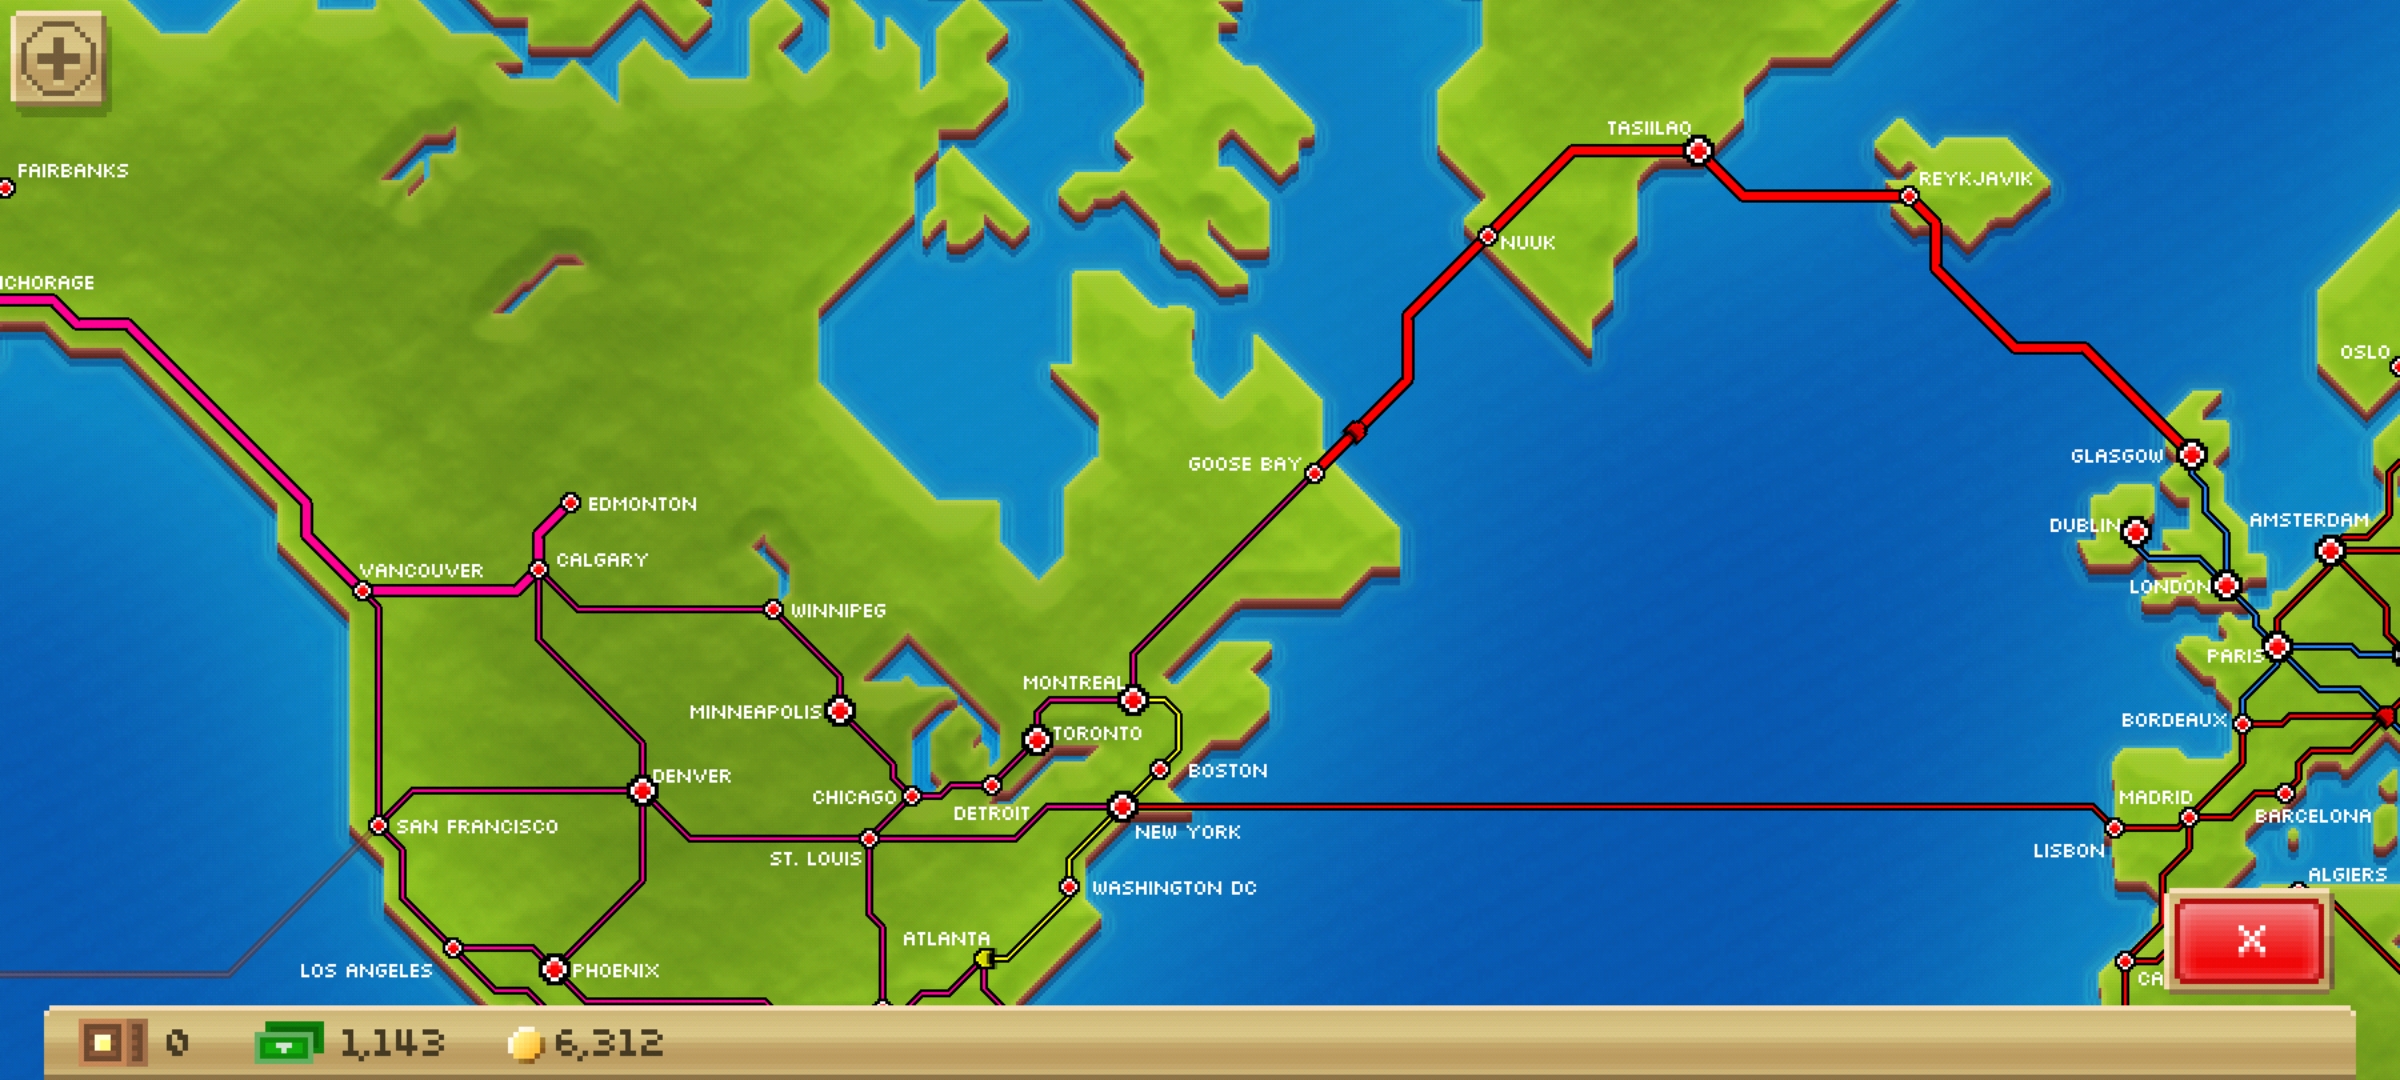 TASIILAQ
FAIRBANKS
REYKJAVIK
NUUK
CHORAGE
OSLO
GLASGOW
GOOSE BAY
EDMONTON
AMSTERDAM
DUBLIN
CALGARY
VANCOUVER
LONDON
WINNIPEG
PARIS
MONTREAL
MINNEAPOLIS
BORDEAUX
TORONTO
BOSTON
DENVER
CHICAGO
MADRID
DETROIT
BARCELONA
SAN FRANCISCO
NEW YORK
LISBON
ST. LOUIS
ALGIERS
WASHINGTON DC
ATLANTA
LOS ANGELES
PHOENIX
CA
0 1,143 6,312